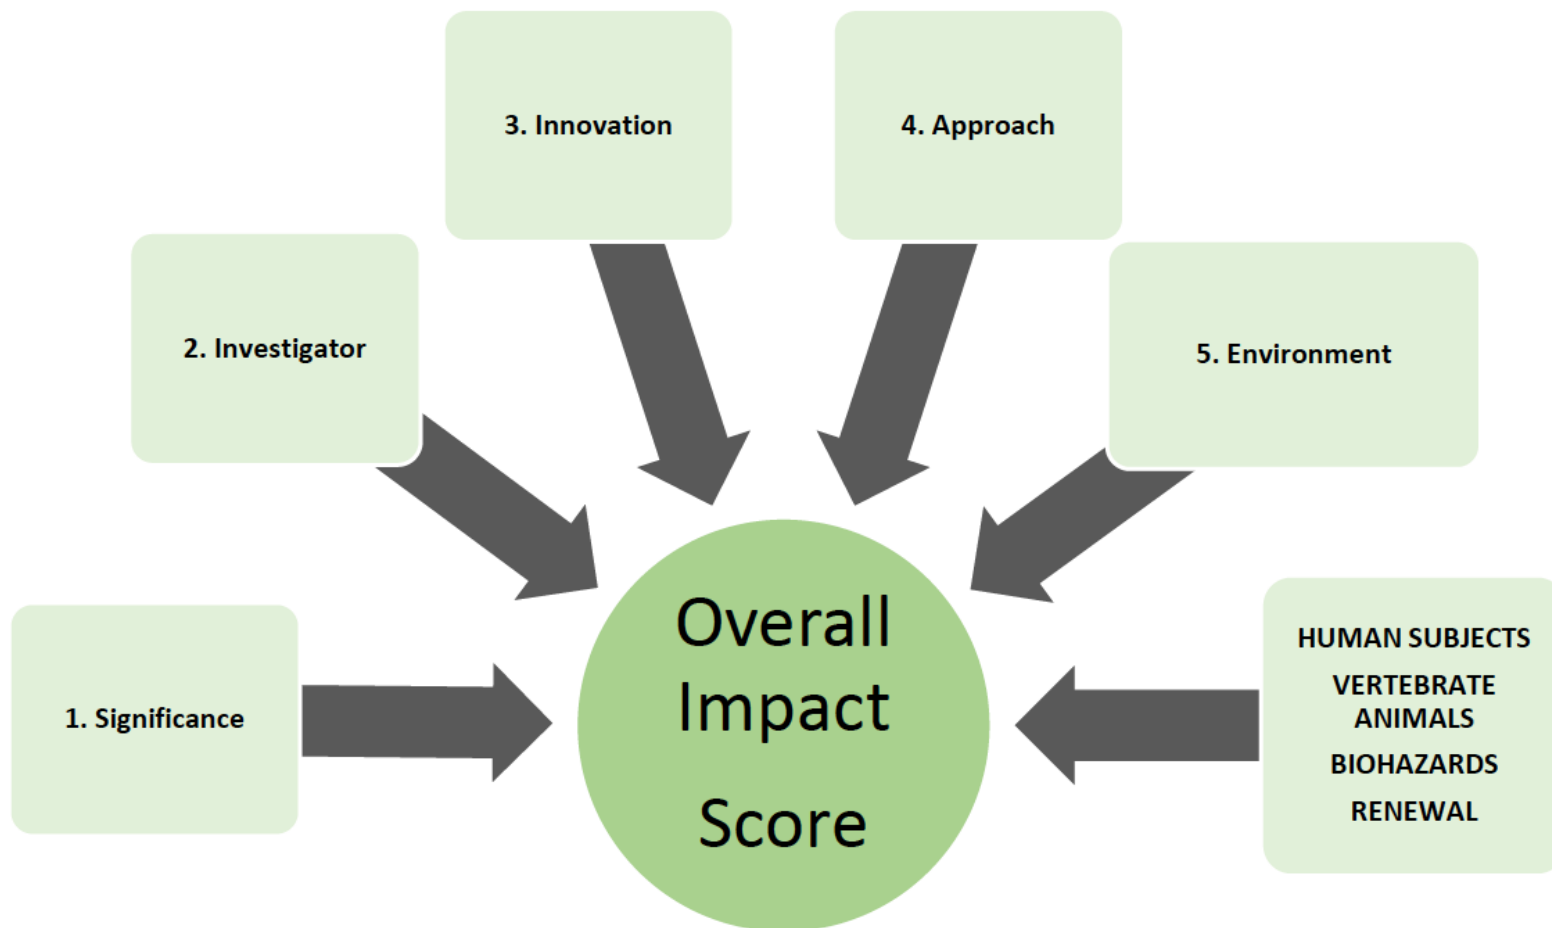 3. Innovation
4. Approach
2. Investigator
5. Environment
1. Significance
Overall
Impact
Score
HUMAN SUBJECTS
VERTEBRATE
ANIMALS
BIOHAZARDS
RENEWAL